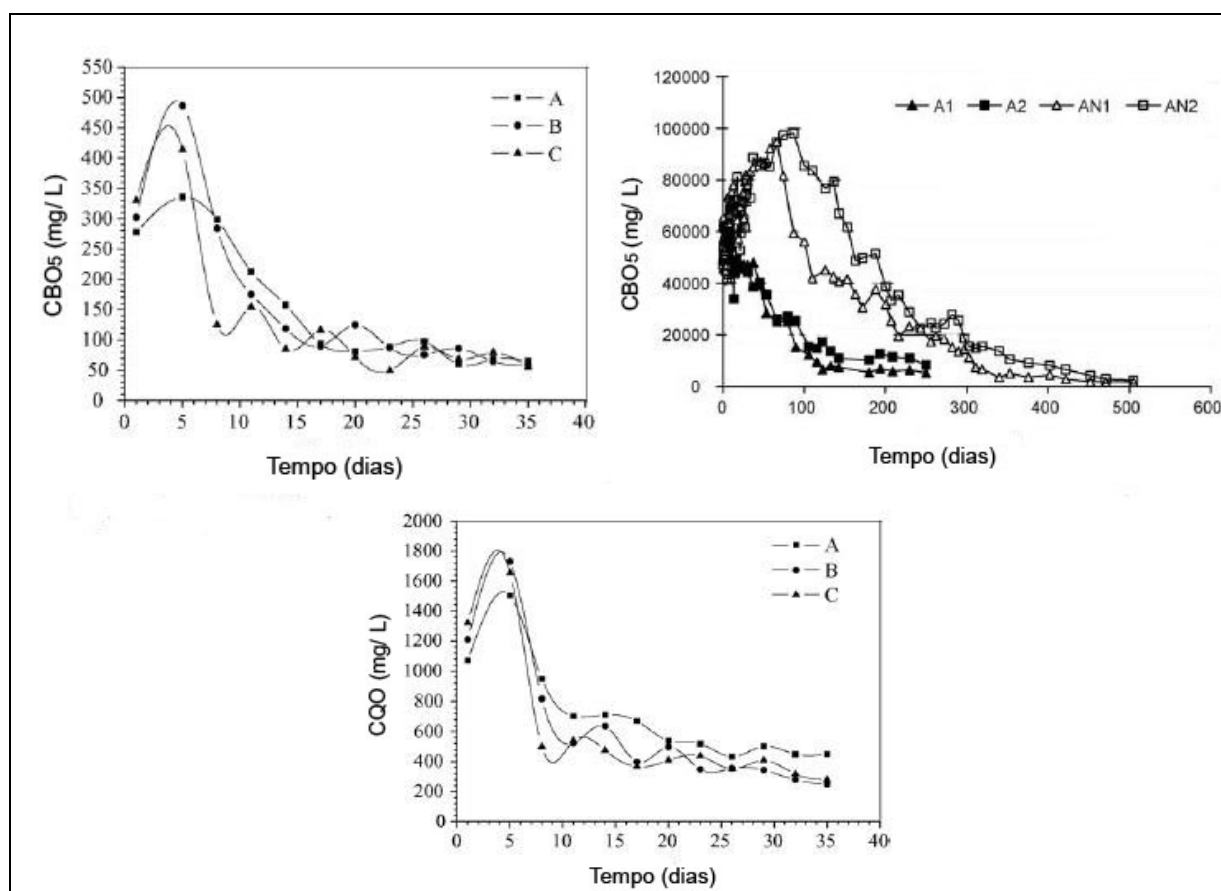 CBO5 (mg/ L)
550
500
450
400
350
300
250
200
150
100
50
0
0 5 10 15 20 25 30 35 40
Tempo (dias)
A
B
C
CBO5 (mg/ L)
120000
100000
80000
60000
40000
20000
0
0 100 200 300 400 500 600
Tempo (dias)
A1 A2 AN1 AN2
CQO (mg/ L)
2000
1800
1600
1400
1200
1000
800
600
400
200
0
0 5 10 15 20 25 30 35 40
Tempo (dias)
A
B
C